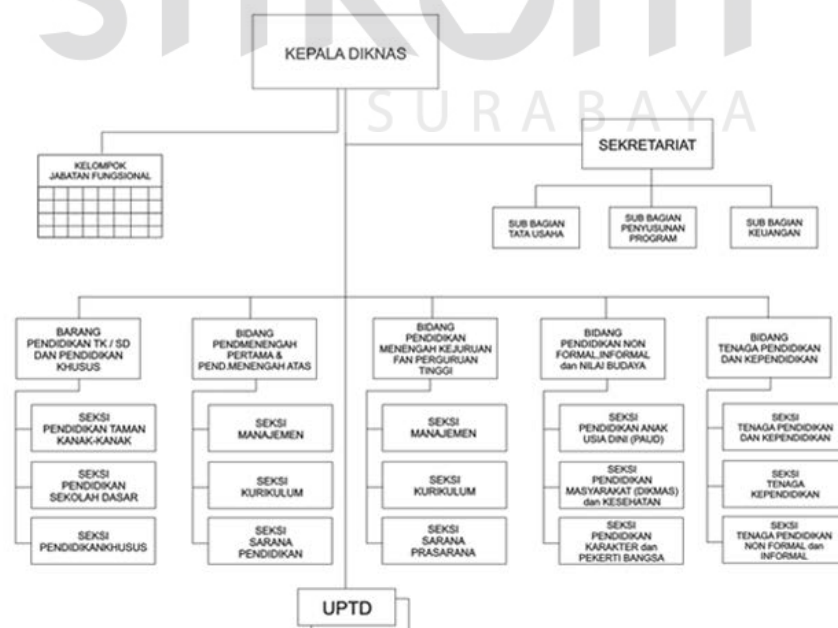 KEPALA DIKNAS
SURABAYA
SEKRETARIAT
KELOMPOK
JABATAN FUNGSIONAL
SUB BAGIAN
TATA USAHA
SUB BAGIAN
PENYUSUNAN
PROGRAM
SUB BAGIAN
KEUANGAN
BARANG
PENDIDIKAN TK / SD
DAN PENDIDIKAN
KHUSUS
SEKSI
PENDIDIKAN TAMAN
KANAK-KANAK
SEKSI
PENDIDIKAN
SEKOLAH DASAR
SEKSI
PENDIDIKANKHUSUS
BIDANG
PENDMENENGAH
PERTAMA &
PEND.MENENGAH ATAS
SEKSI
MANAJEMEN
SEKSI
KURIKULUM
SEKSI
SARANA
PENDIDIKAN
BIDANG
PENDIDIKAN
MENENGAH KEJURUAN
FAN PERGURUAN
TINGGI
SEKSI
MANAJEMEN
SEKSI
KURIKULUM
SEKSI
SARANA
PRASARANA
BIDANG
PENDIDIKAN NON
FORMAL,INFORMAL
dan NILAI BUDAYA
SEKSI
PENDIDIKAN ANAK
USIA DINI (PAUD)
SEKSI
PENDIDIKAN
MASYARAKAT (DIKMAS)
dan KESEHATAN
SEKSI
PENDIDIKAN
KARAKTER dan
PEKERTI BANGSA
BIDANG
TENAGA PENDIDIKAN
DAN KEPENDIDIKAN
SEKSI
TENAGA PENDIDIKAN
DAN KEPENDIDIKAN
SEKSI
TENAGA
KEPENDIDIKAN
SEKSI
TENAGA PENDIDIKAN
NON FORMAL dan
INFORMAL
UPTD